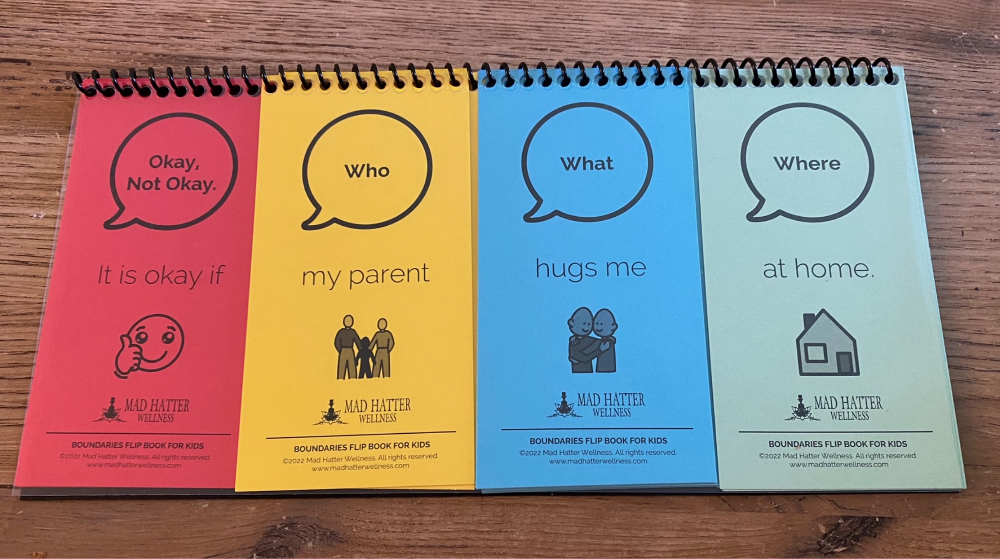 Okay,
Not Okay.
It is okay if
MAD HATTER
WELLNESS
BOUNDARIES FLIP BOOK FOR KIDS
©2022 Mad Hatter Wellness. All rights reserved.
www.madhatterwellness.com
Who
my parent
MAD HATTER
WELLNESS
BOUNDARIES FLIP BOOK FOR KIDS
©2022 Mad Hatter Wellness. All rights reserved.
www.madhatterwellness.com
What
hugs me
MAD HATTER
WELLNESS
BOUNDARIES FLIP BOOK FOR KIDS
©2022 Mad Hatter Wellness. All rights reserved.
www.madhatterwellness.com
Where
at home.
MAD HATTER
WELLNESS
BOUNDARIES FLIP BOOK FOR KIDS
©2022 Mad Hatter Wellness. All rights reserved.
www.madhatterwellness.com